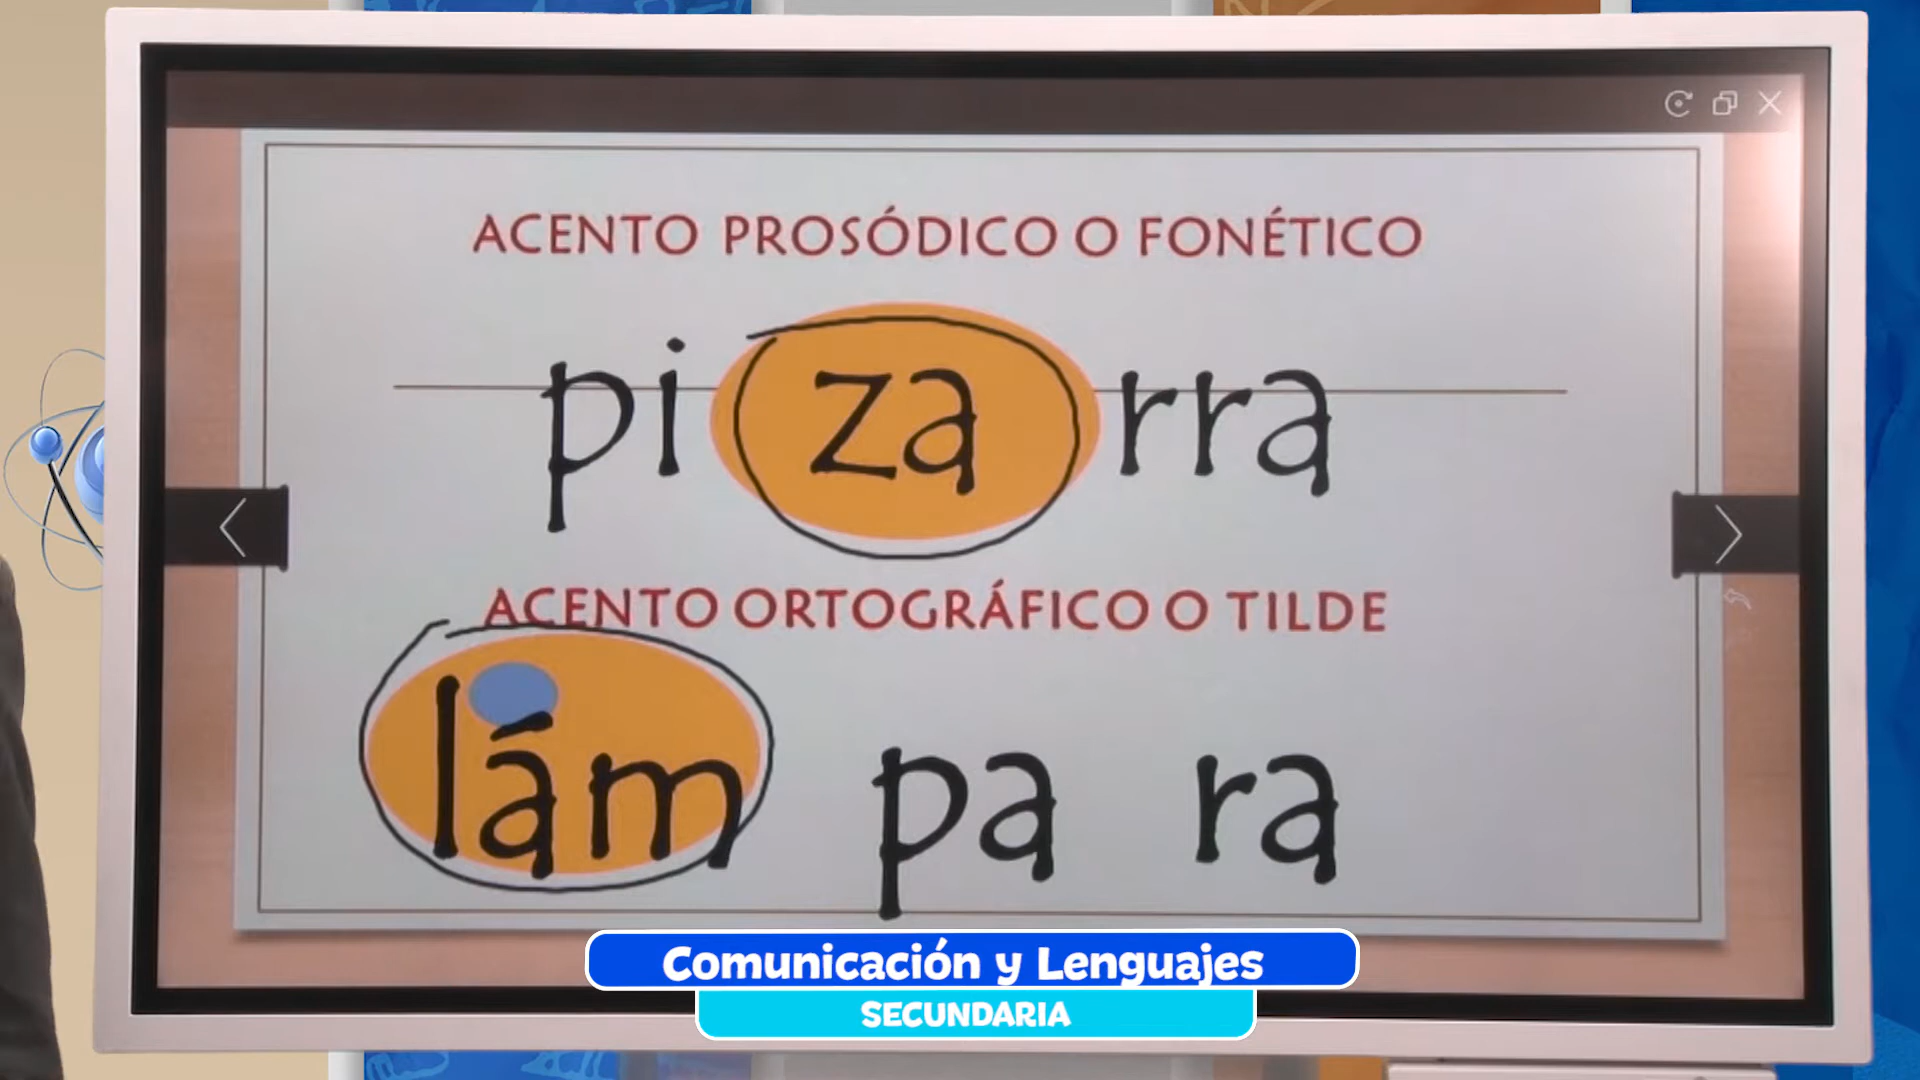 ACENTO PROSÓDICO O FONÉTICO
pi za rra
ACENTO ORTOGRÁFICO O TILDE
lám pa ra
Comunicación y Lenguajes
SECUNDARIA